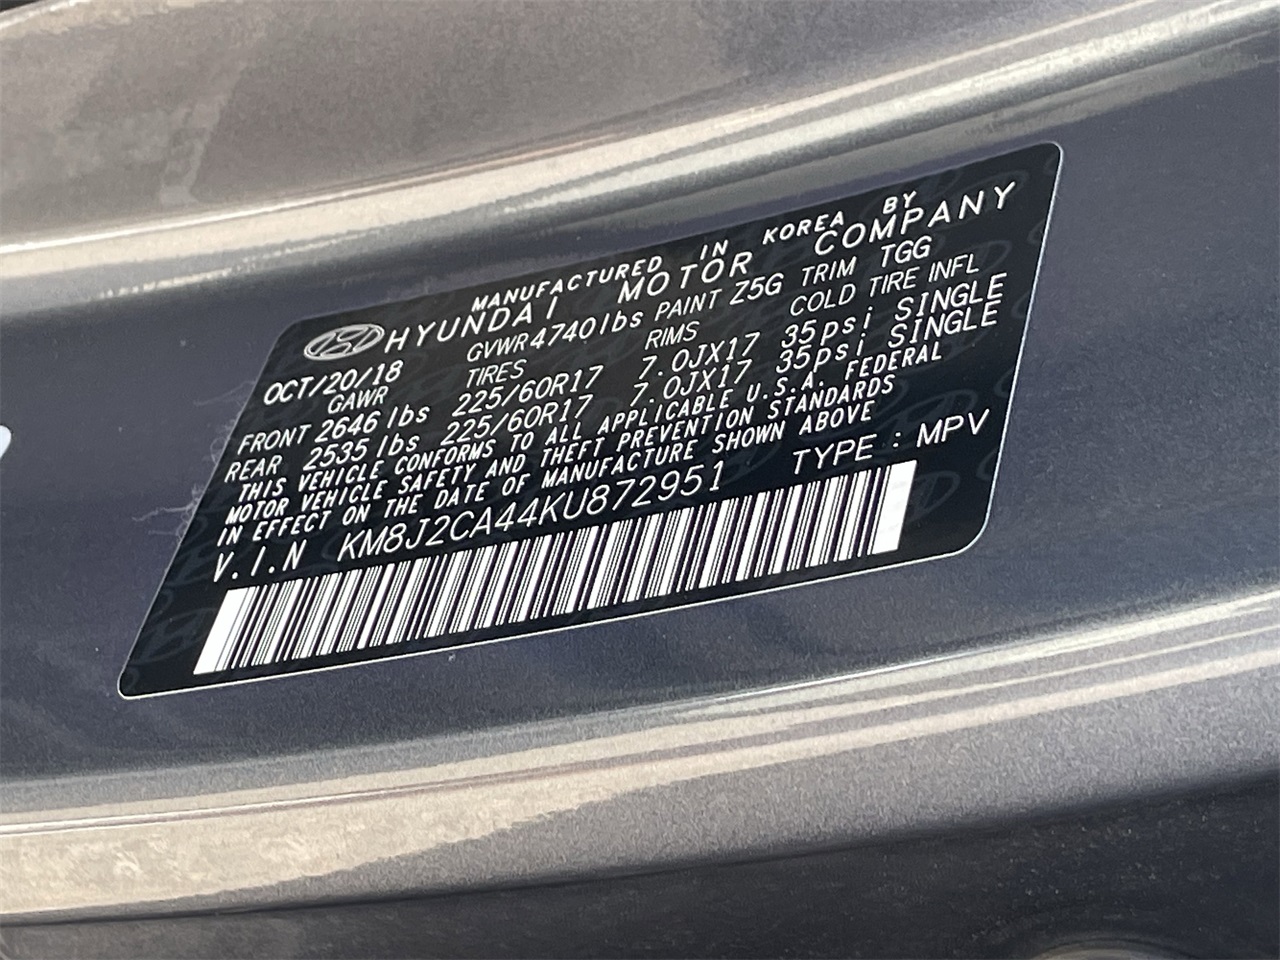 MANUFACTURED IN KOREA BY
HYUNDAI MOTOR COMPANY
OCT/20/18 GVWR 4740lbs PAINT Z5G TRIM TGG
GAWR TIRES RIMS COLD TIRE INFL
FRONT 2646 lbs 225/60R17 7.0JX17 35psi SINGLE
REAR 2535 lbs 225/60R17 7.0JX17 35psi SINGLE
THIS VEHICLE CONFORMS TO ALL APPLICABLE U.S.A. FEDERAL
MOTOR VEHICLE SAFETY AND THEFT PREVENTION STANDARDS
IN EFFECT ON THE DATE OF MANUFACTURE SHOWN ABOVE
V.I.N KM8J2CA44KU872951 TYPE : MPV